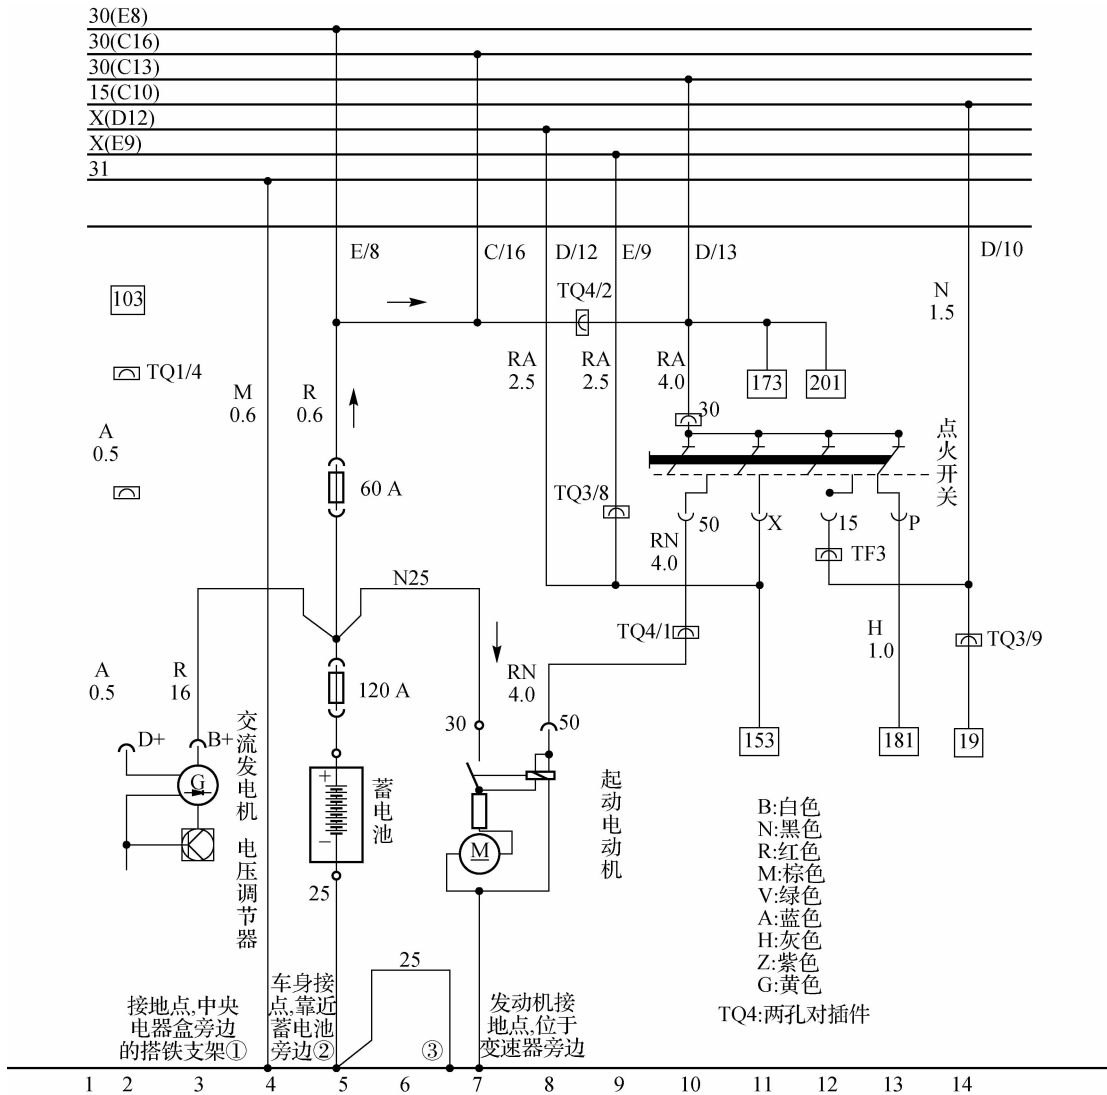 30(E8)
30(C16)
30(C13)
15(C10)
X(D12)
X(E9)
31
E/8
C/16
D/12
E/9
D/13
D/10
103
TQ4/2
N
1.5
TQ1/4
M
0.6
R
0.6
RA
2.5
RA
2.5
RA
4.0
173
201
30
A
0.5
点火开关
60 A
TQ3/8
50
X
15
P
RN
4.0
TF3
N25
TQ4/1
H
1.0
TQ3/9
A
0.5
R
16
120 A
RN
4.0
30
50
D+
B+
交流发电机
153
181
19
G
+
−
蓄电池
M
起动电动机
电压调节器
25
B:白色
N:黑色
R:红色
M:棕色
V:绿色
A:蓝色
H:灰色
Z:紫色
G:黄色
TQ4:两孔对插件
25
接地点,中央
电器盒旁边
的搭铁支架①
车身接
点,靠近
蓄电池
旁边②
③
发动机接
地点,位于
变速器旁边
1 2 3 4 5 6 7 8 9 10 11 12 13 14